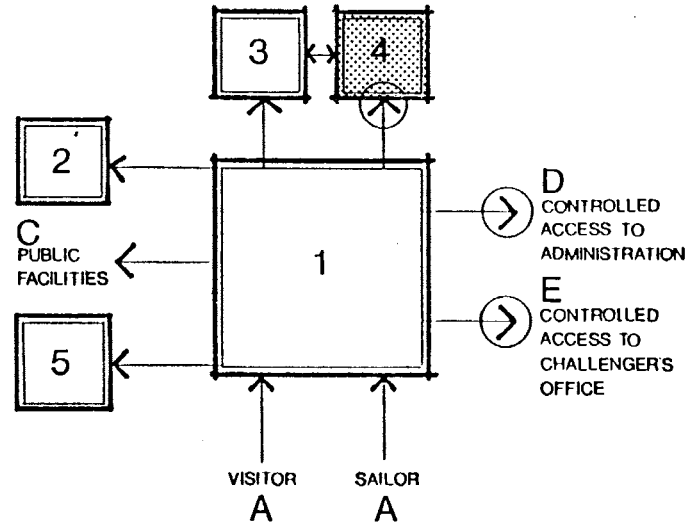 3
4
2
D
CONTROLLED
ACCESS TO
ADMINISTRATION
C
PUBLIC
FACILITIES
1
E
CONTROLLED
ACCESS TO
CHALLENGER'S
OFFICE
5
VISITOR
A
SAILOR
A